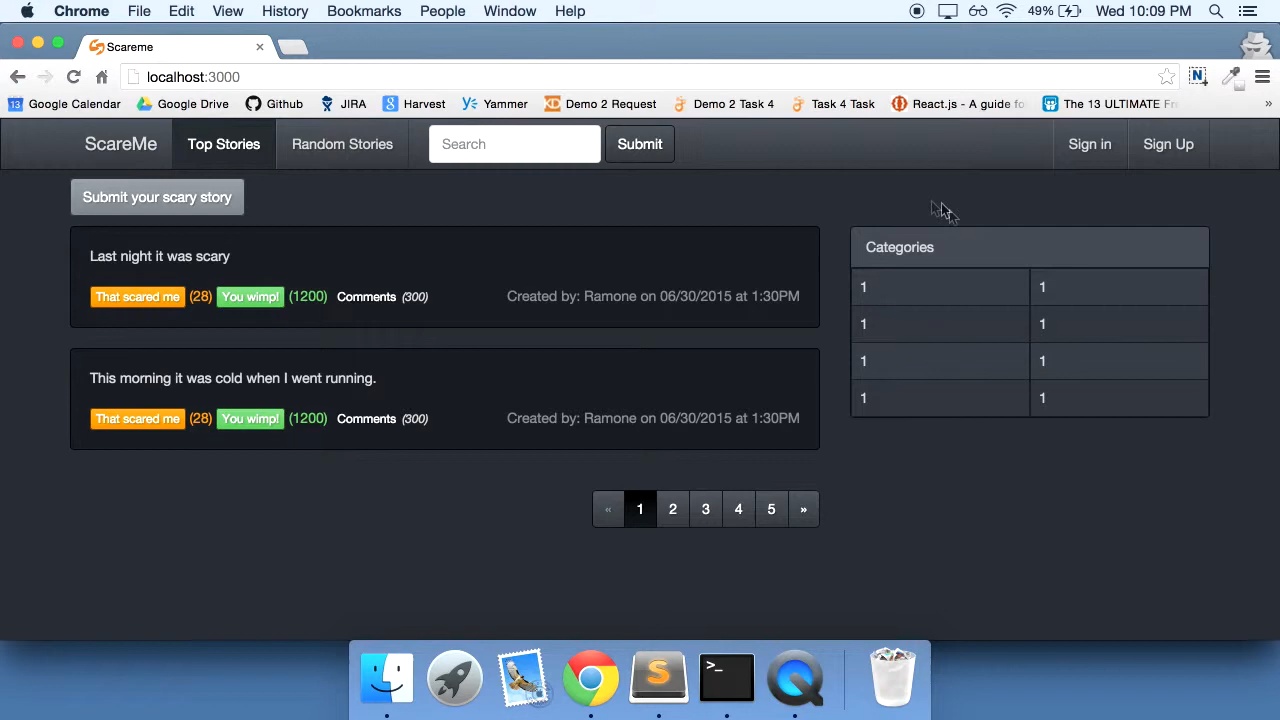 Chrome File Edit View History Bookmarks People Window Help 49% Wed 10:09 PM
Scareme
localhost:3000
13 Google Calendar Google Drive Github JIRA Harvest Yammer Demo 2 Request Demo 2 Task 4 Task 4 Task React.js - A guide fo The 13 ULTIMATE Fr »
ScareMe Top Stories Random Stories Search Submit Sign in Sign Up
Submit your scary story
Last night it was scary
That scared me (28) You wimp! (1200) Comments (300) Created by: Ramone on 06/30/2015 at 1:30PM
This morning it was cold when I went running.
That scared me (28) You wimp! (1200) Comments (300) Created by: Ramone on 06/30/2015 at 1:30PM
« 1 2 3 4 5 »
Categories
1 1
1 1
1 1
1 1